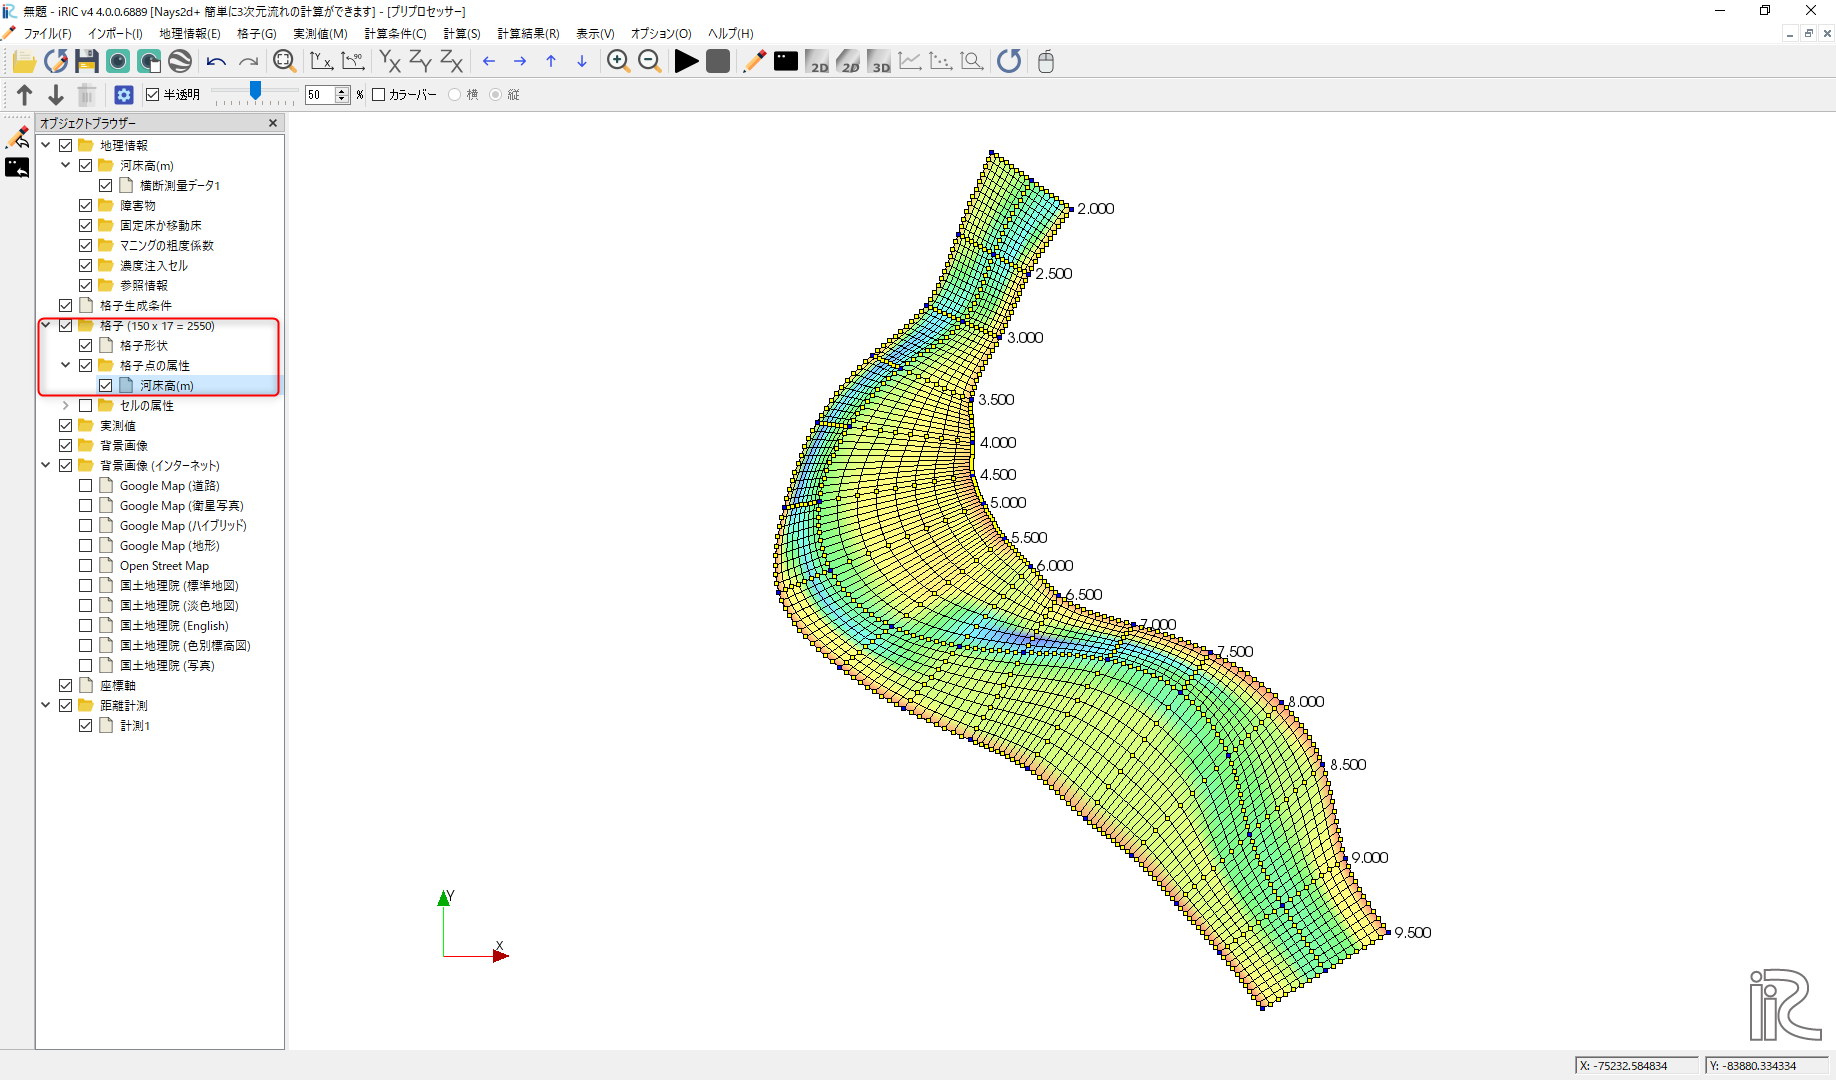 無題 - iRIC v4 4.0.0.6889 [Nays2d+ 簡単に3次元流れの計算ができます] - [プリプロセッサー]
ファイル(F) インポート(I) 地理情報(E) 格子(G) 実測値(M) 計算条件(C) 計算(S) 計算結果(R) 表示(V) オプション(O) ヘルプ(H)
Y X -90 YX ZY ZX 2D 2D 3D
半透明 50 % カラーバー 横 縦
オブジェクトブラウザー
地理情報
河床高(m)
横断測量データ1
障害物
固定床か移動床
マニングの粗度係数
濃度注入セル
参照情報
格子生成条件
格子 (150 x 17 = 2550)
格子形状
格子点の属性
河床高(m)
セルの属性
実測値
背景画像
背景画像 (インターネット)
Google Map (道路)
Google Map (衛星写真)
Google Map (ハイブリッド)
Google Map (地形)
Open Street Map
国土地理院 (標準地図)
国土地理院 (淡色地図)
国土地理院 (English)
国土地理院 (色別標高図)
国土地理院 (写真)
座標軸
距離計測
計測1
2.000
2.500
3.000
3.500
4.000
4.500
5.000
5.500
6.000
6.500
7.000
7.500
8.000
8.500
9.000
9.500
Y
X
iRIC
X: -75232.584834 Y: -83880.334334